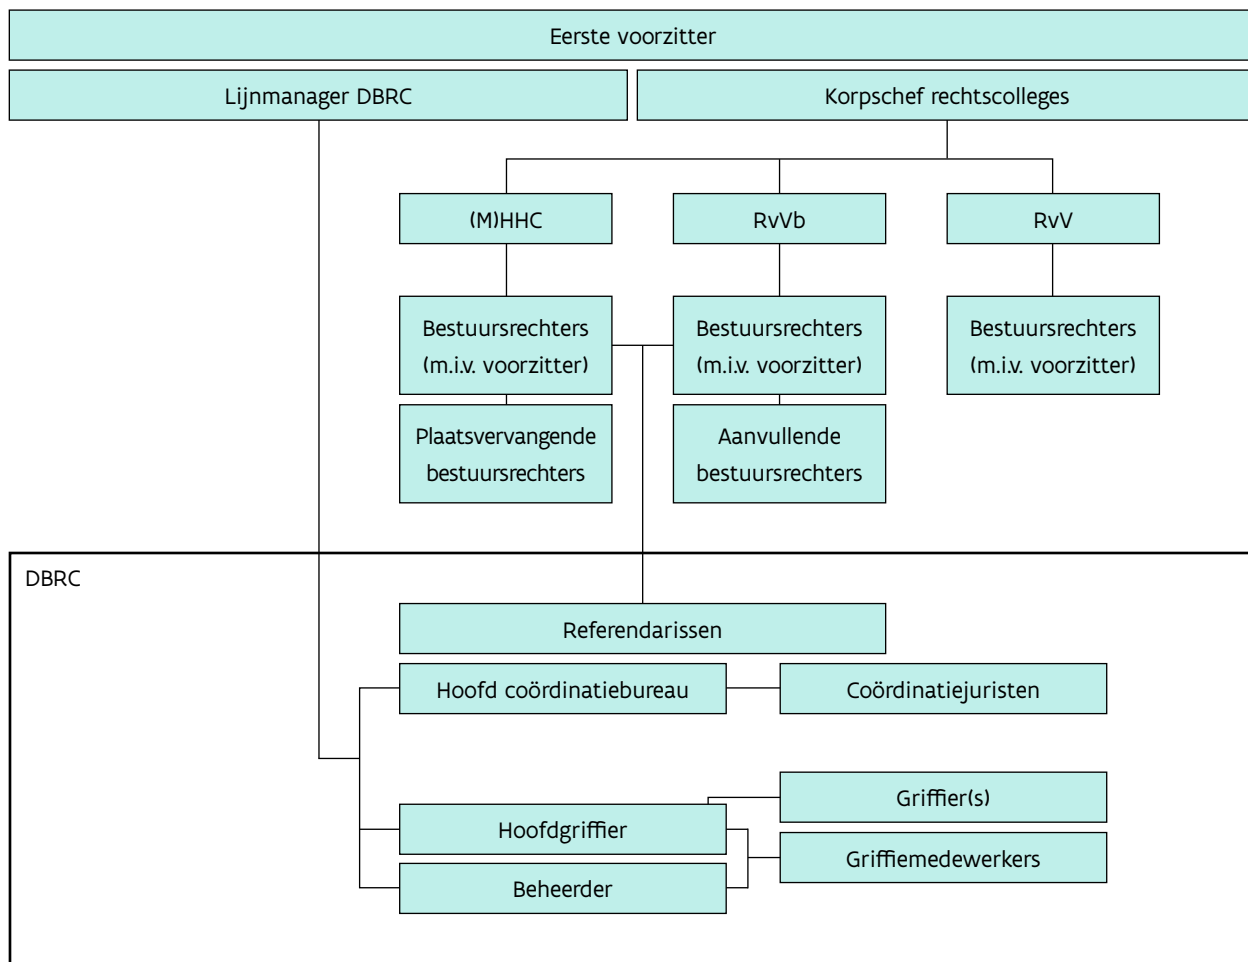 Eerste voorzitter
Lijnmanager DBRC
Korpschef rechtscolleges
(M)HHC
RvVb
RvV
Bestuursrechters
(m.i.v. voorzitter)
Bestuursrechters
(m.i.v. voorzitter)
Bestuursrechters
(m.i.v. voorzitter)
Plaatsvervangende
bestuursrechters
Aanvullende
bestuursrechters
DBRC
Referendarissen
Hoofd coördinatiebureau
Coördinatiejuristen
Griffier(s)
Hoofdgriffier
Griffiemedewerkers
Beheerder